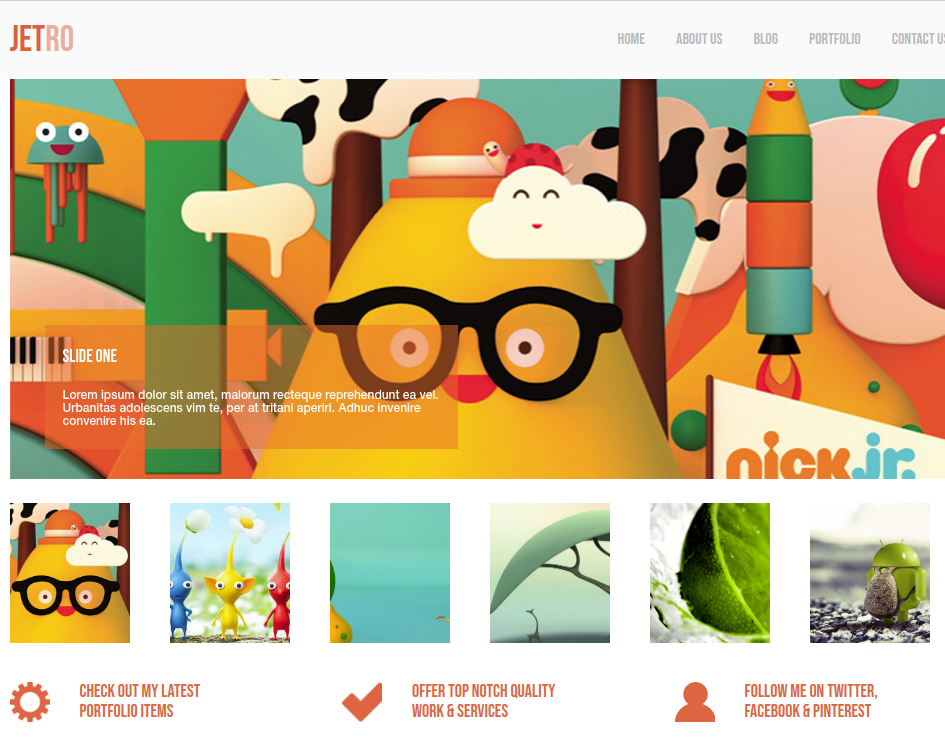 JETRO
HOME ABOUT US BLOG PORTFOLIO CONTACT US
SLIDE ONE
Lorem ipsum dolor sit amet, malorum recteque reprehendunt ea vel.
Urbanitas adolescens vim te, per at tritani aperiri. Adhuc invenire
convenire his ea.
nick jr.
CHECK OUT MY LATEST
PORTFOLIO ITEMS
OFFER TOP NOTCH QUALITY
WORK & SERVICES
FOLLOW ME ON TWITTER,
FACEBOOK & PINTEREST